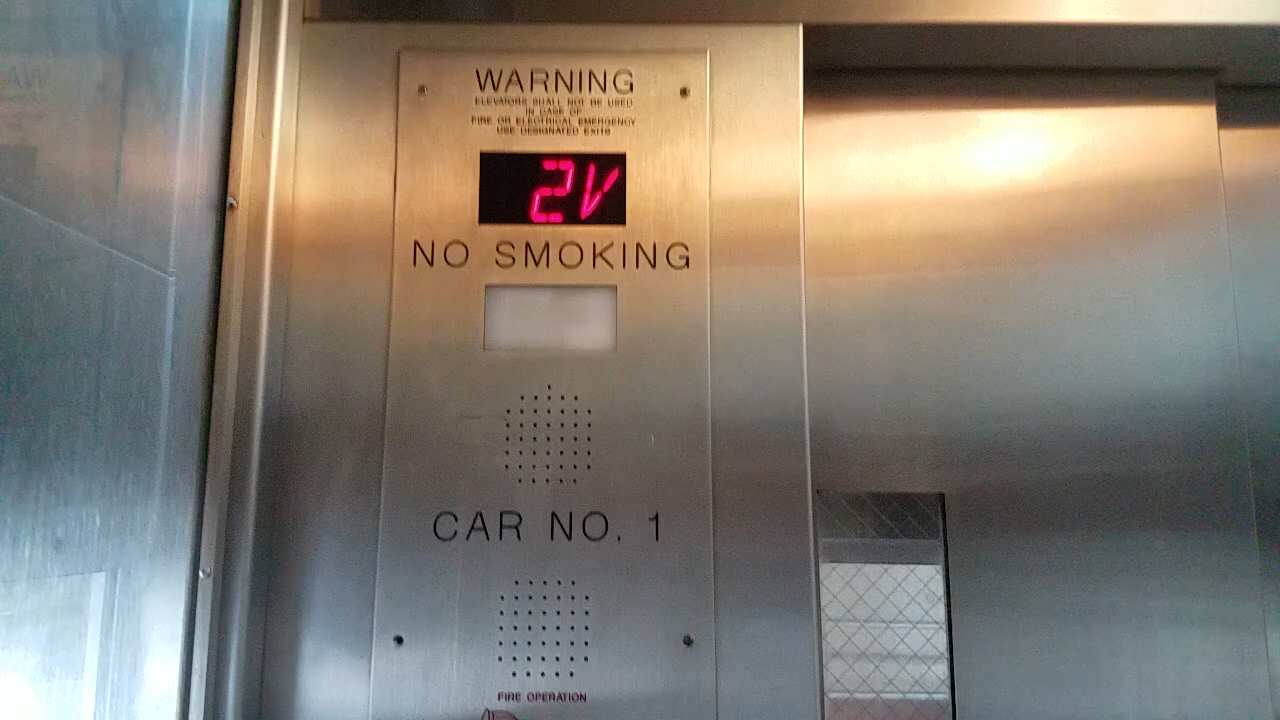 WARNING
ELEVATORS SHALL NOT BE USED
IN CASE OF
FIRE OR ELECTRICAL EMERGENCY
USE DESIGNATED EXITS
2V
NO SMOKING
CAR NO. 1
FIRE OPERATION